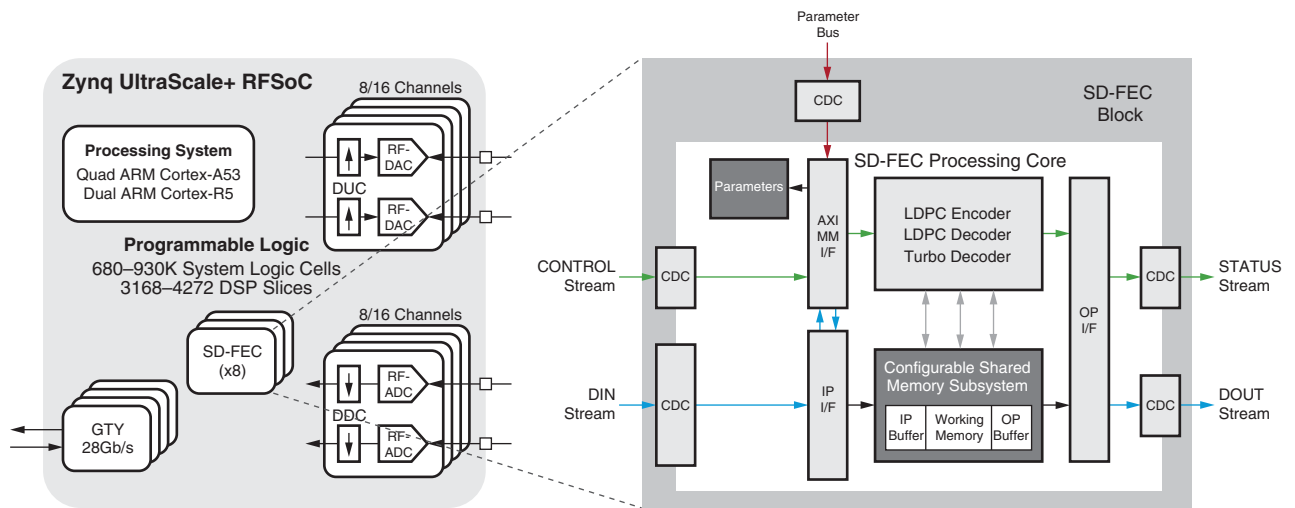 Zynq UltraScale+ RFSoC
Processing System
Quad ARM Cortex-A53
Dual ARM Cortex-R5
8/16 Channels
RF-
DAC
DUC
RF-
DAC
Programmable Logic
680–930K System Logic Cells
3168–4272 DSP Slices
SD-FEC
(x8)
8/16 Channels
RF-
ADC
DDC
RF-
ADC
GTY
28Gb/s
Parameter
Bus
CDC
SD-FEC
Block
SD-FEC Processing Core
Parameters
AXI
MM
I/F
LDPC Encoder
LDPC Decoder
Turbo Decoder
CONTROL
Stream
CDC
OP
I/F
CDC
STATUS
Stream
DIN
Stream
CDC
IP
I/F
Configurable Shared
Memory Subsystem
IP
Buffer
Working
Memory
OP
Buffer
CDC
DOUT
Stream